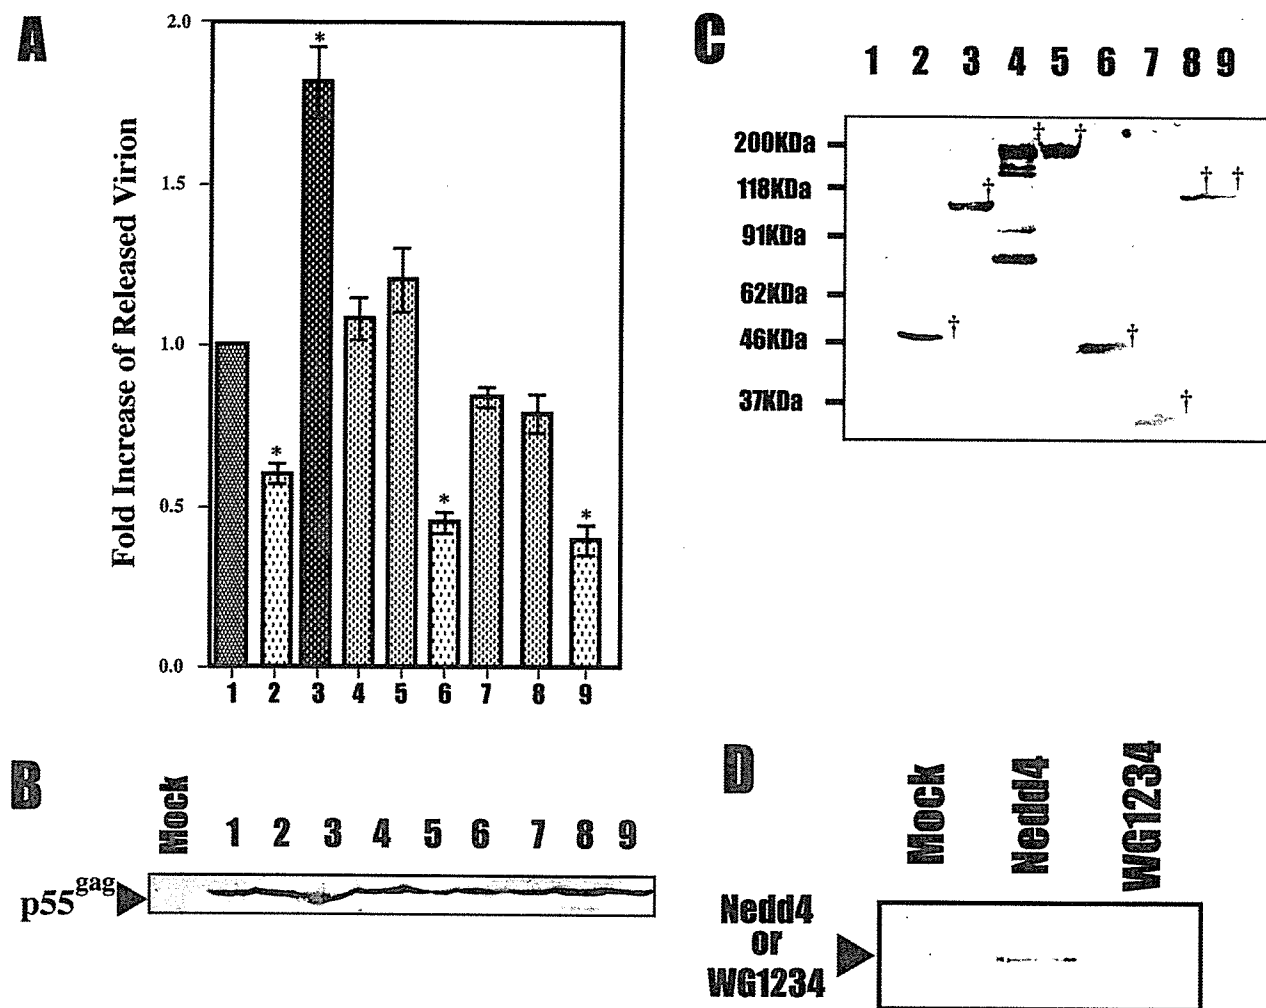 A
Fold Increase of Released Virion
2.0
1.5
1.0
0.5
0.0
* * * *
1 2 3 4 5 6 7 8 9
B
Mock 1 2 3 4 5 6 7 8 9
p55gag
C
1 2 3 4 5 6 7 8 9
200KDa
118KDa
91KDa
62KDa
46KDa
37KDa
† † † † † † † †
D
Mock Nedd4 WG1234
Nedd4
or
WG1234